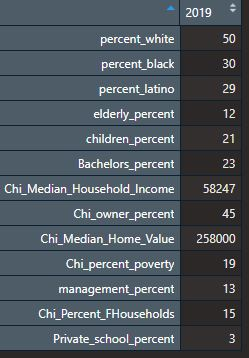 2019
percent_white 50
percent_black 30
percent_latino 29
elderly_percent 12
children_percent 21
Bachelors_percent 23
Chi_Median_Household_Income 58247
Chi_owner_percent 45
Chi_Median_Home_Value 258000
Chi_percent_poverty 19
management_percent 13
Chi_Percent_FHouseholds 15
Private_school_percent 3